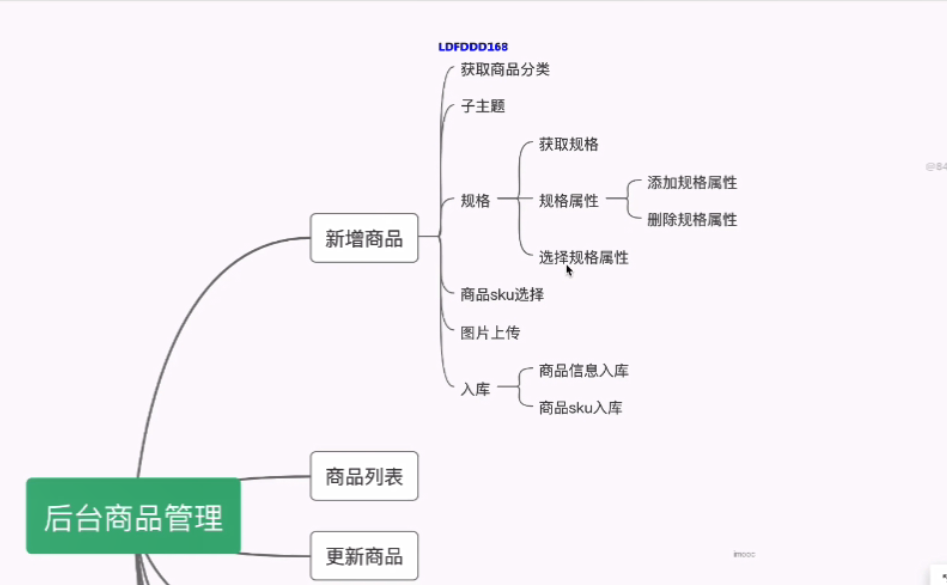 LDFDDD168
获取商品分类
子主题
获取规格
添加规格属性
规格
规格属性
删除规格属性
新增商品
选择规格属性
商品sku选择
图片上传
商品信息入库
入库
商品sku入库
商品列表
后台商品管理
更新商品
imooc